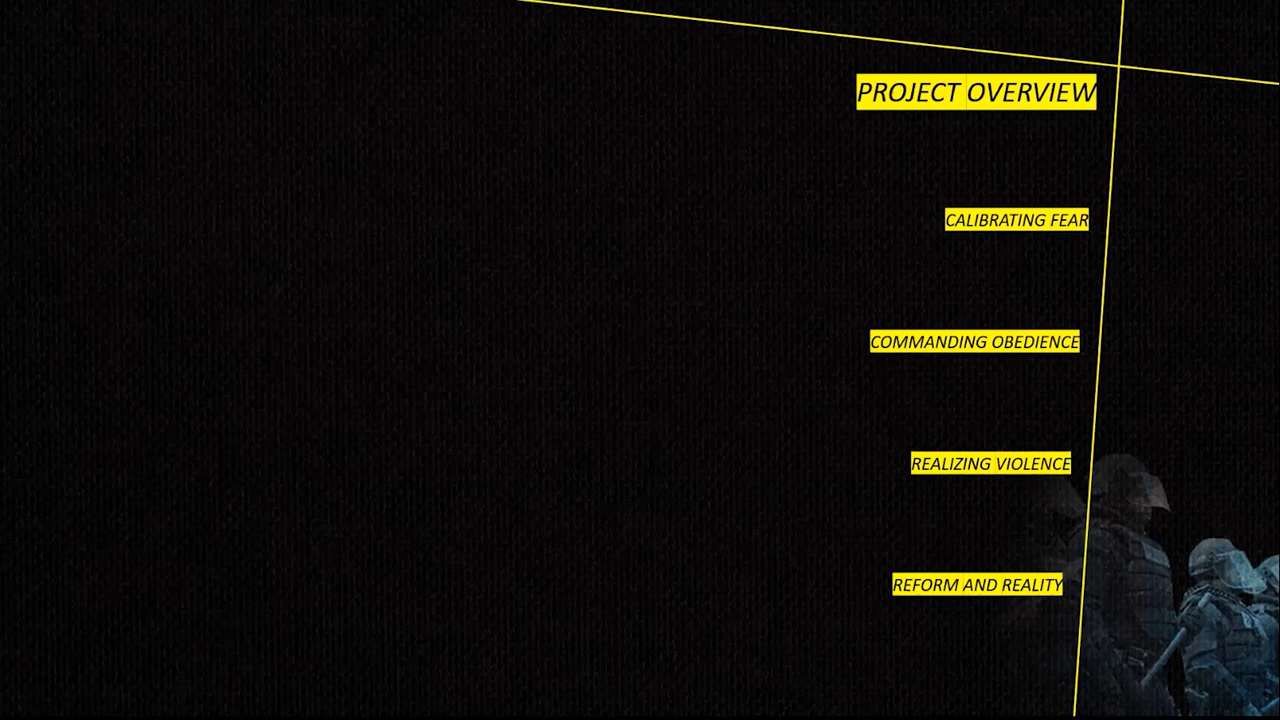 PROJECT OVERVIEW
CALIBRATING FEAR
COMMANDING OBEDIENCE
REALIZING VIOLENCE
REFORM AND REALITY